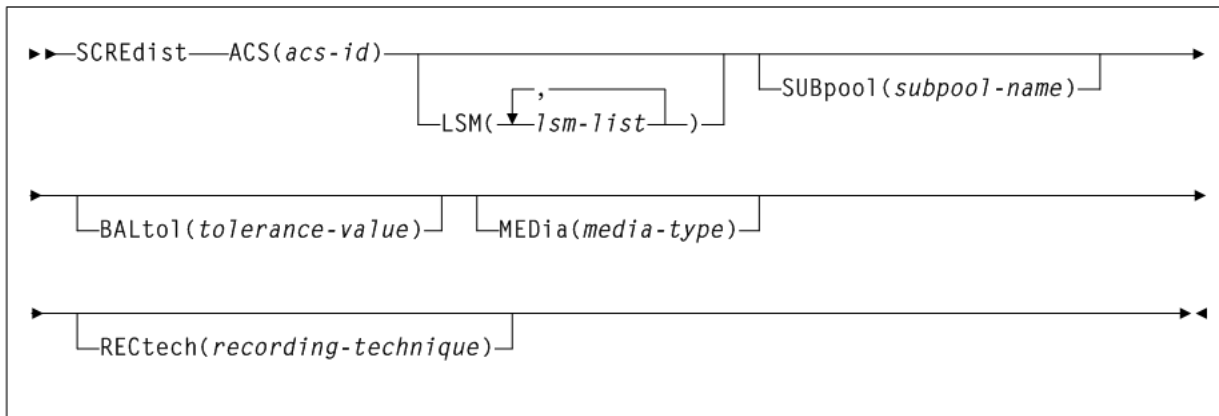 SCREdist ACS(acs-id)
SUBpool(subpool-name)
,
LSM( lsm-list )
BALtol(tolerance-value) MEDia(media-type)
RECtech(recording-technique)